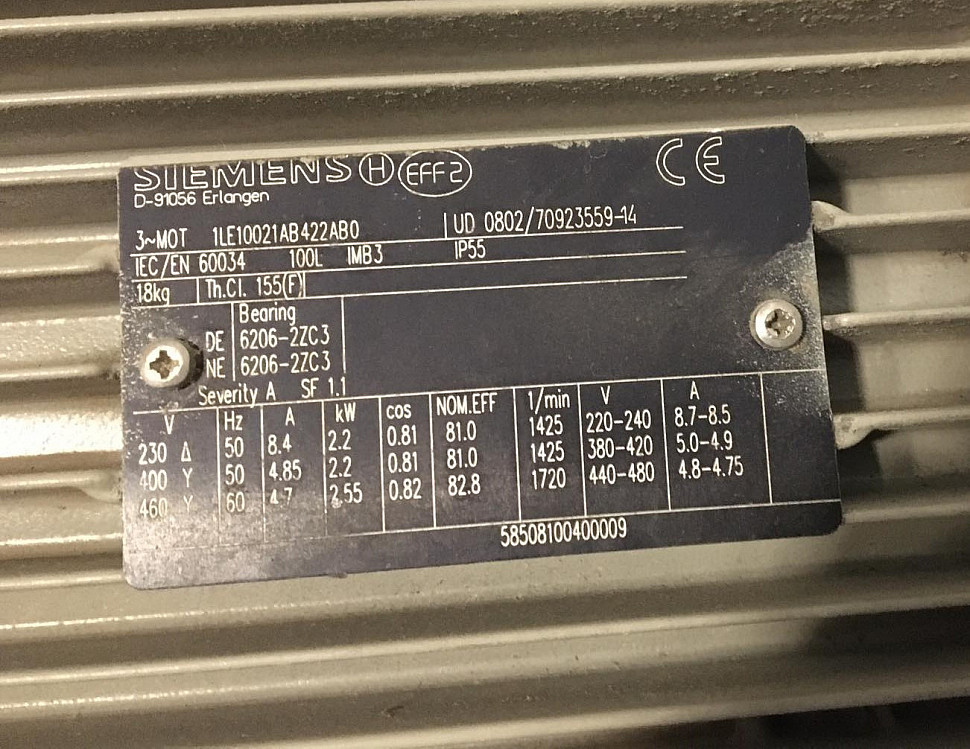 SIEMENS H EFF2 CE
D-91056 Erlangen
3~MOT 1LE10021AB422AB0 UD 0802/70923559-14
IEC/EN 60034 100L IMB3 IP55
18kg Th.Cl. 155(F)
Bearing
DE 6206-2ZC3
NE 6206-2ZC3
Severity A SF 1.1
V Hz A kW cos NOM.EFF 1/min V A
230 Δ 50 8.4 2.2 0.81 81.0 1425 220-240 8.7-8.5
400 Y 50 4.85 2.2 0.81 81.0 1425 380-420 5.0-4.9
460 Y 60 4.7 2.55 0.82 82.8 1720 440-480 4.8-4.75
58508100400009